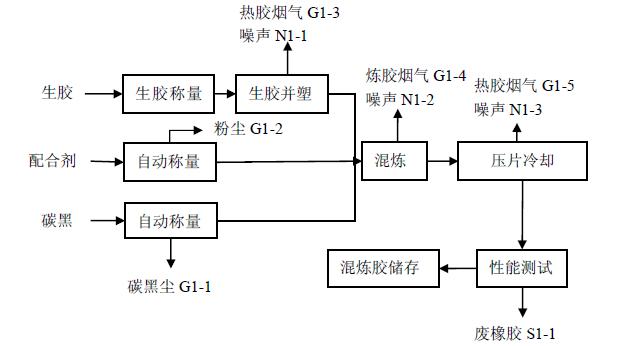 热胶烟气 G1-3
噪声 N1-1
炼胶烟气 G1-4
噪声 N1-2
热胶烟气 G1-5
噪声 N1-3
生胶
生胶称量
生胶并塑
粉尘 G1-2
配合剂
自动称量
混炼
压片冷却
碳黑
自动称量
碳黑尘 G1-1
混炼胶储存
性能测试
废橡胶 S1-1